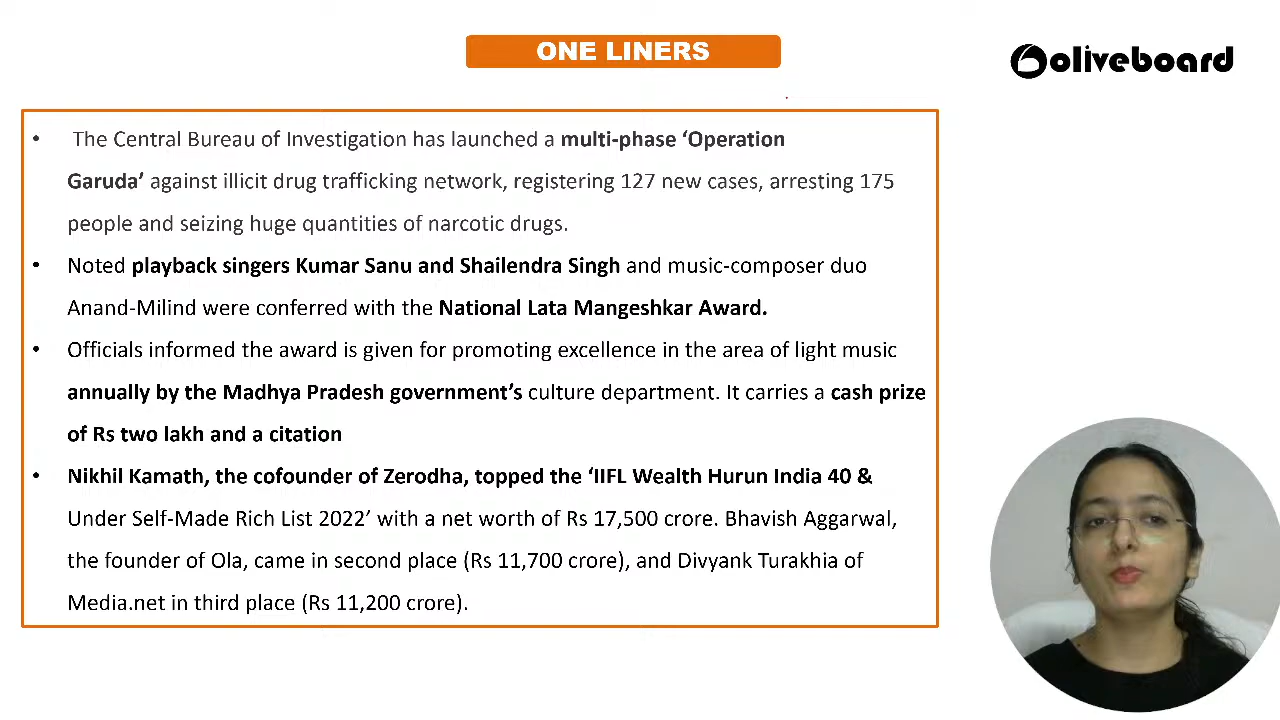 ONE LINERS
oliveboard
• The Central Bureau of Investigation has launched a multi-phase ‘Operation
Garuda’ against illicit drug trafficking network, registering 127 new cases, arresting 175
people and seizing huge quantities of narcotic drugs.
• Noted playback singers Kumar Sanu and Shailendra Singh and music-composer duo
Anand-Milind were conferred with the National Lata Mangeshkar Award.
• Officials informed the award is given for promoting excellence in the area of light music
annually by the Madhya Pradesh government’s culture department. It carries a cash prize
of Rs two lakh and a citation
• Nikhil Kamath, the cofounder of Zerodha, topped the ‘IIFL Wealth Hurun India 40 &
Under Self-Made Rich List 2022’ with a net worth of Rs 17,500 crore. Bhavish Aggarwal,
the founder of Ola, came in second place (Rs 11,700 crore), and Divyank Turakhia of
Media.net in third place (Rs 11,200 crore).